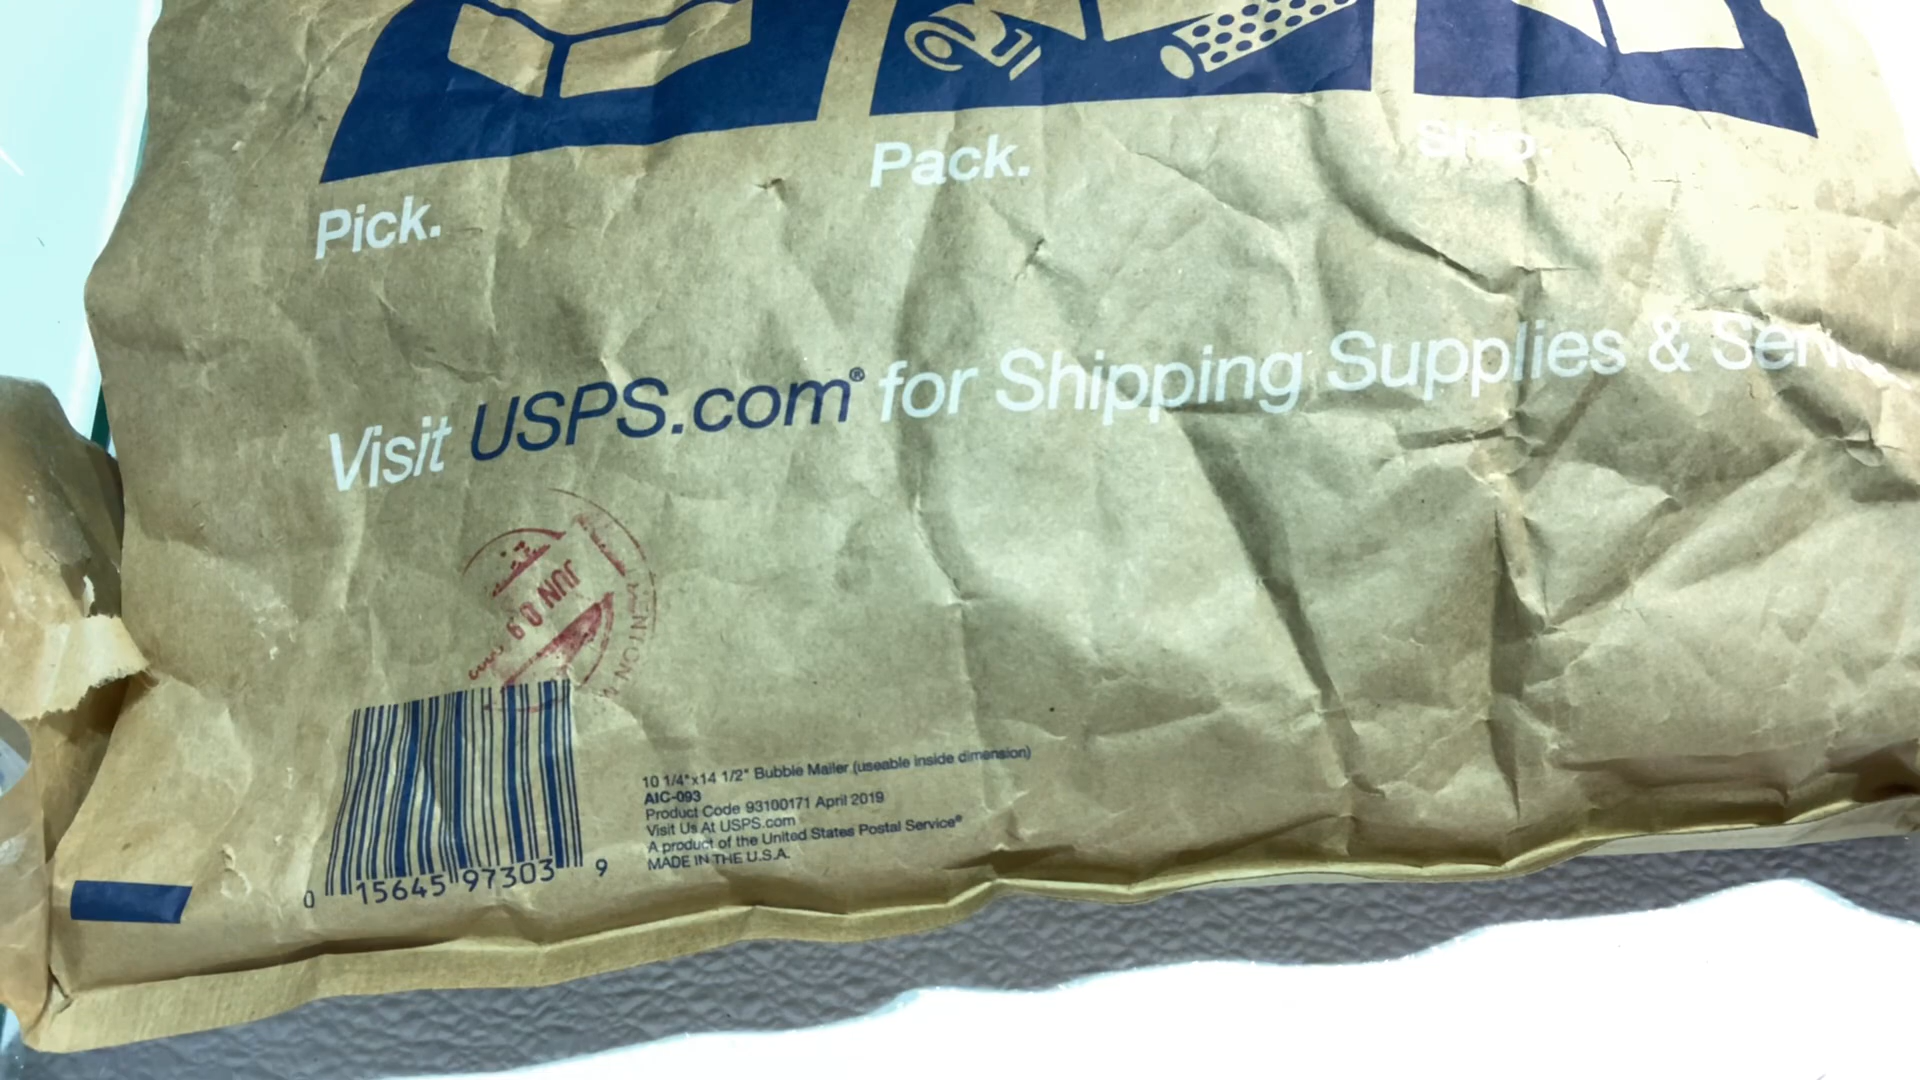 Pick.
Pack.
Ship.
Visit USPS.com® for Shipping Supplies &
JUN 09
0 15645 97303 9
10 1/4"x14 1/2" Bubble Mailer (useable inside dimension)
AIC-093
Product Code 93100171 April 2019
Visit Us At USPS.com
A product of the United States Postal Service®
MADE IN THE U.S.A.